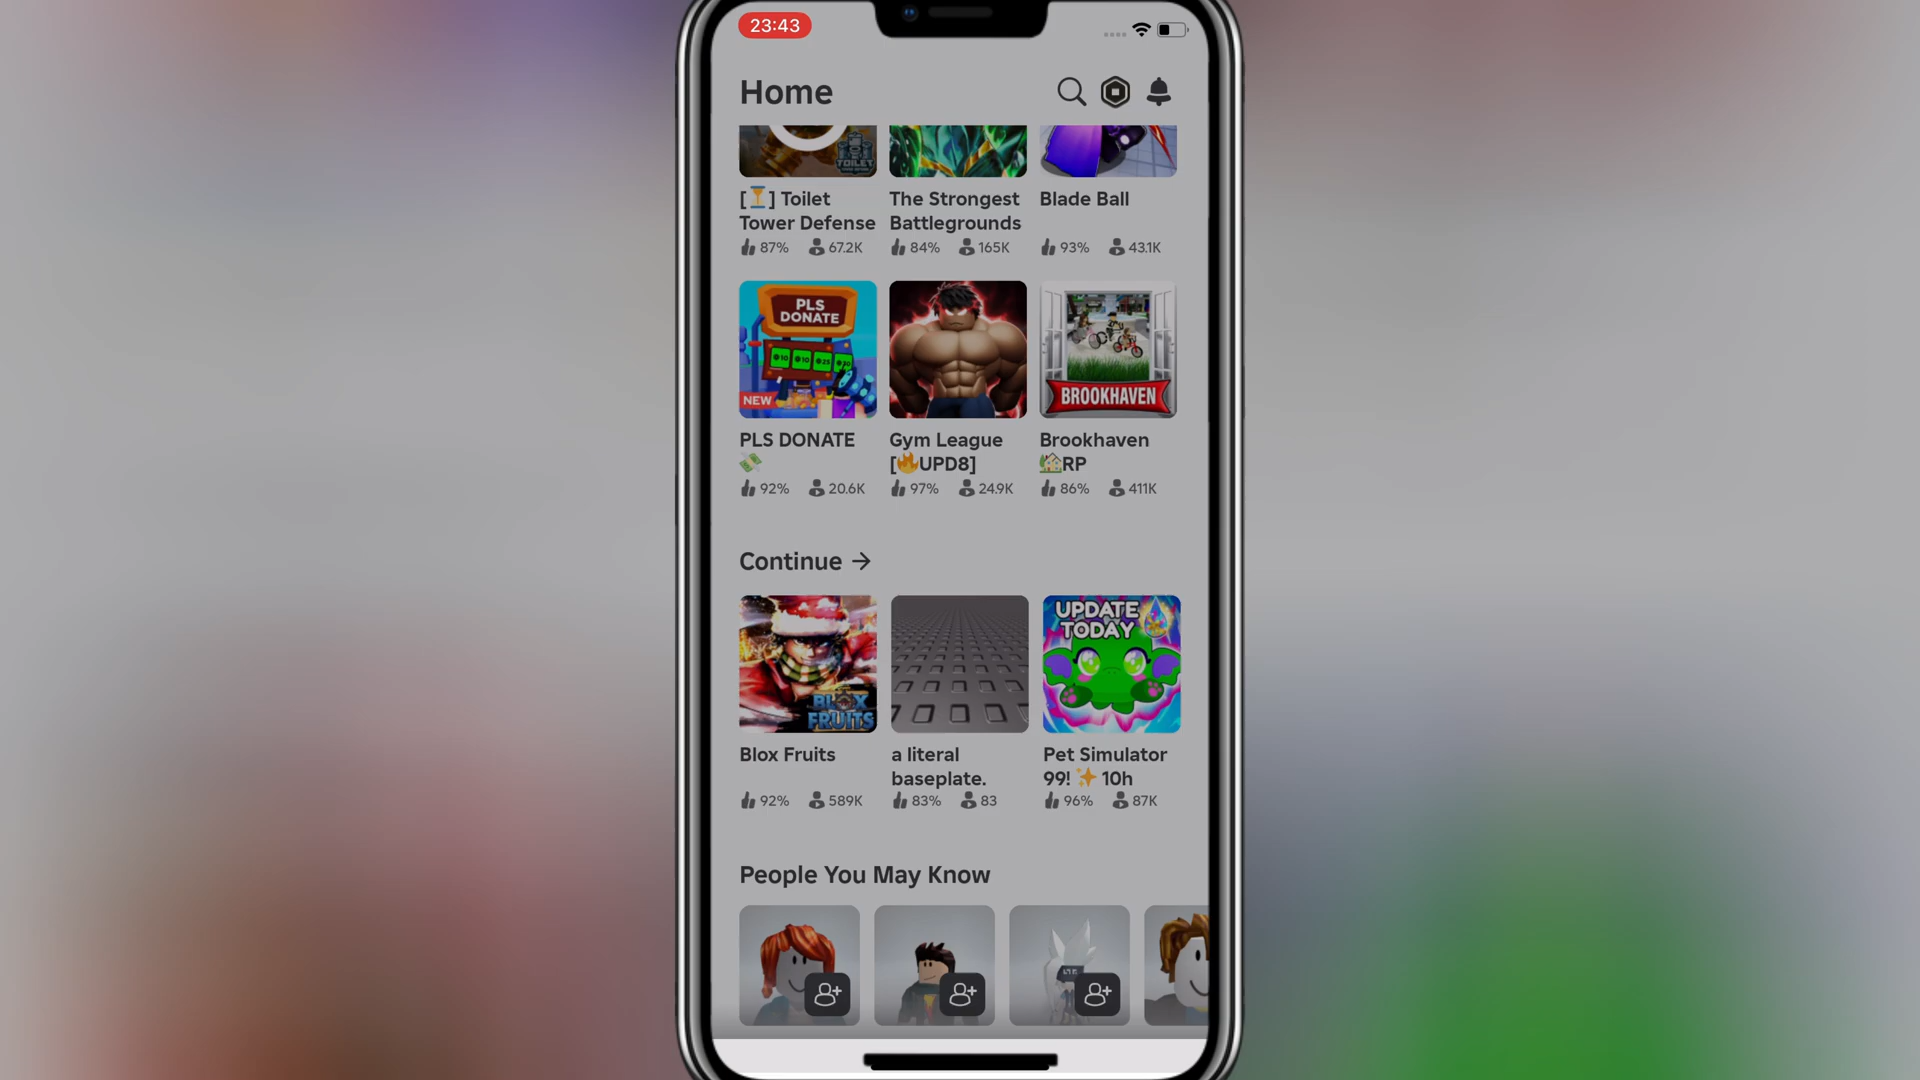 23:43
Home
TOILET
[⏳] Toilet Tower Defense
87% 67.2K
The Strongest Battlegrounds
84% 165K
Blade Ball
93% 43.1K
PLS
DONATE
10 10 25
NEW
PLS DONATE 💸
92% 20.6K
Gym League [🔥UPD8]
97% 24.9K
BROOKHAVEN
Brookhaven 🏡RP
86% 411K
Continue →
BLOX
FRUITS
Blox Fruits
92% 589K
a literal baseplate.
83% 83
UPDATE
TODAY
Pet Simulator 99! ✨ 10h
96% 87K
People You May Know